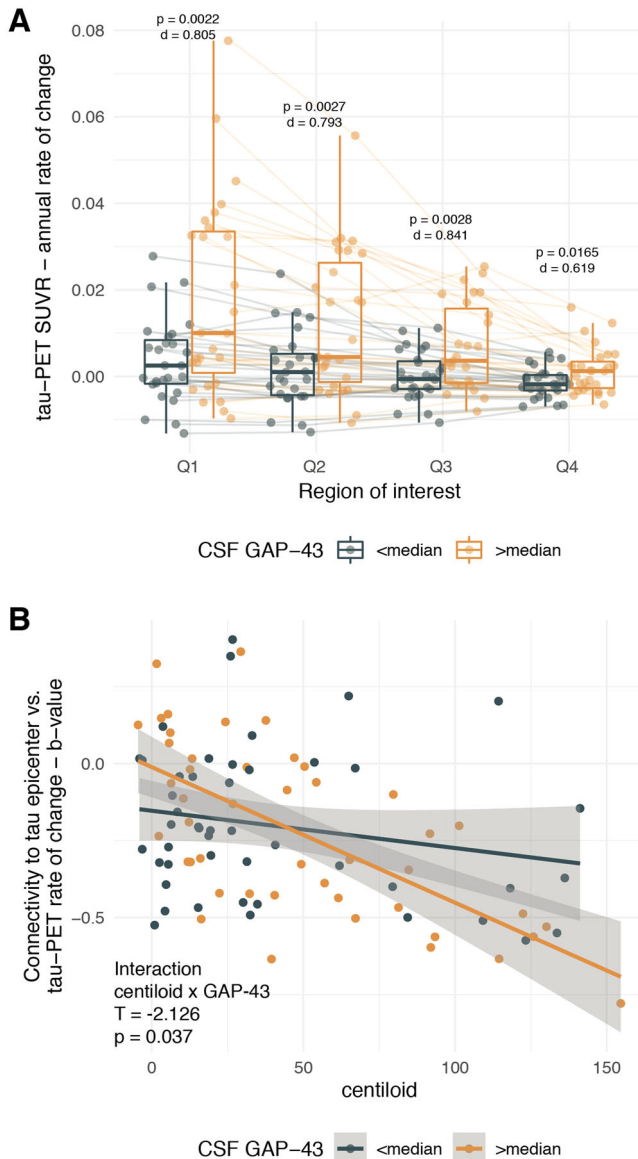 A
p = 0.0022
d = 0.805
p = 0.0027
d = 0.793
p = 0.0028
d = 0.841
p = 0.0165
d = 0.619
0.08
0.06
0.04
0.02
0.00
tau−PET SUVR − annual rate of change
Q1 Q2 Q3 Q4
Region of interest
CSF GAP−43 <median >median
B
Connectivity to tau epicenter vs.
tau−PET rate of change − b−value
0.0
−0.5
Interaction
centiloid x GAP-43
T = -2.126
p = 0.037
0 50 100 150
centiloid
CSF GAP−43 <median >median